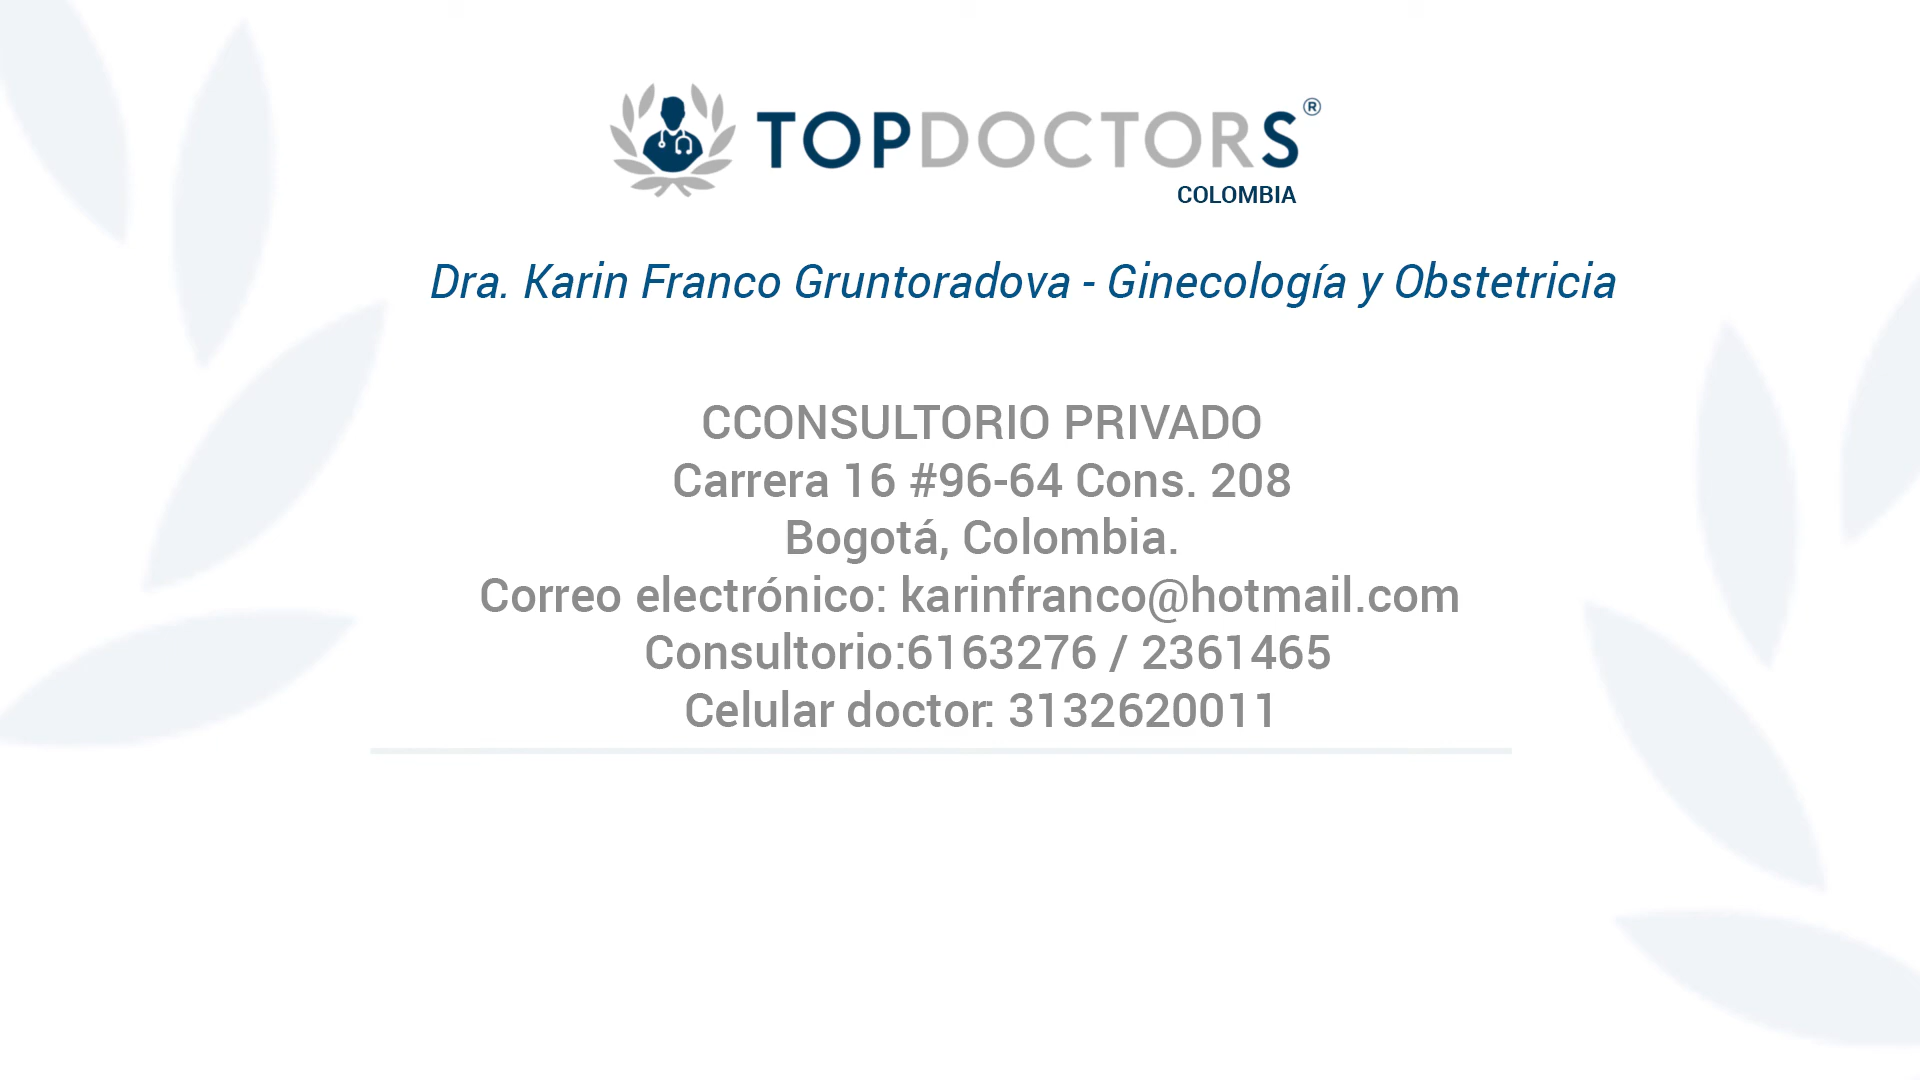 TOPDOCTORS®
COLOMBIA
Dra. Karin Franco Gruntoradova - Ginecología y Obstetricia
CCONSULTORIO PRIVADO
Carrera 16 #96-64 Cons. 208
Bogotá, Colombia.
Correo electrónico: karinfranco@hotmail.com
Consultorio:6163276 / 2361465
Celular doctor: 3132620011